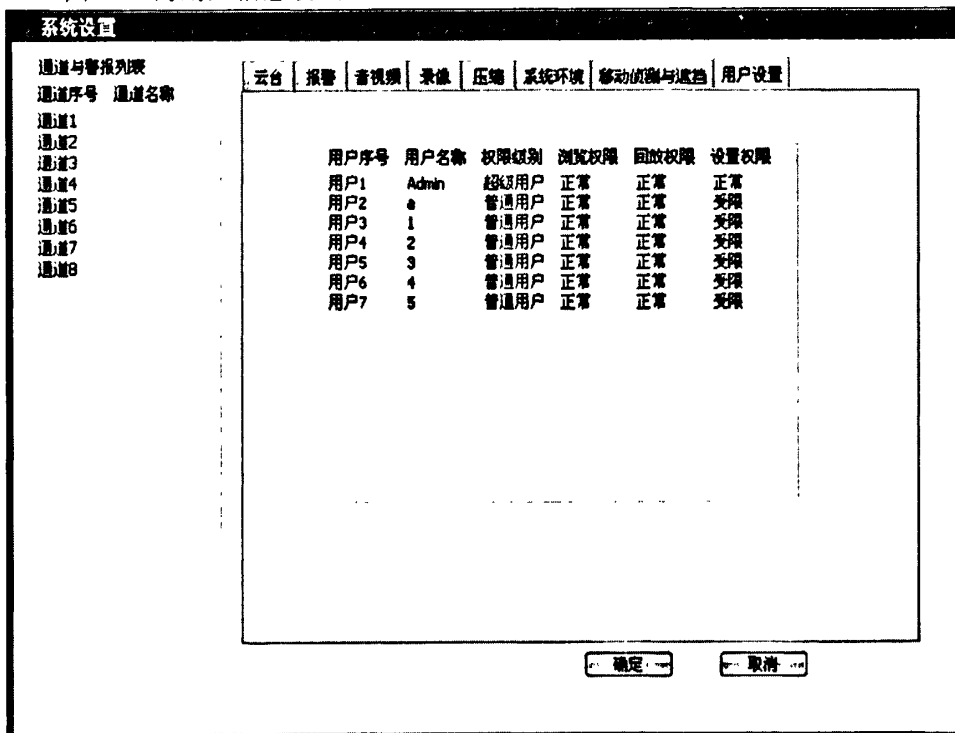 系统设置
通道与警报列表
通道序号 通道名称
通道1
通道2
通道3
通道4
通道5
通道6
通道7
通道8
云台 报警 音视频 录像 压缩 系统环境 移动侦测与遮挡 用户设置
用户序号 用户名称 权限级别 浏览权限 回放权限 设置权限
用户1 Admin 超级用户 正常 正常 正常
用户2 a 普通用户 正常 正常 受限
用户3 1 普通用户 正常 正常 受限
用户4 2 普通用户 正常 正常 受限
用户5 3 普通用户 正常 正常 受限
用户6 4 普通用户 正常 正常 受限
用户7 5 普通用户 正常 正常 受限
确定 取消